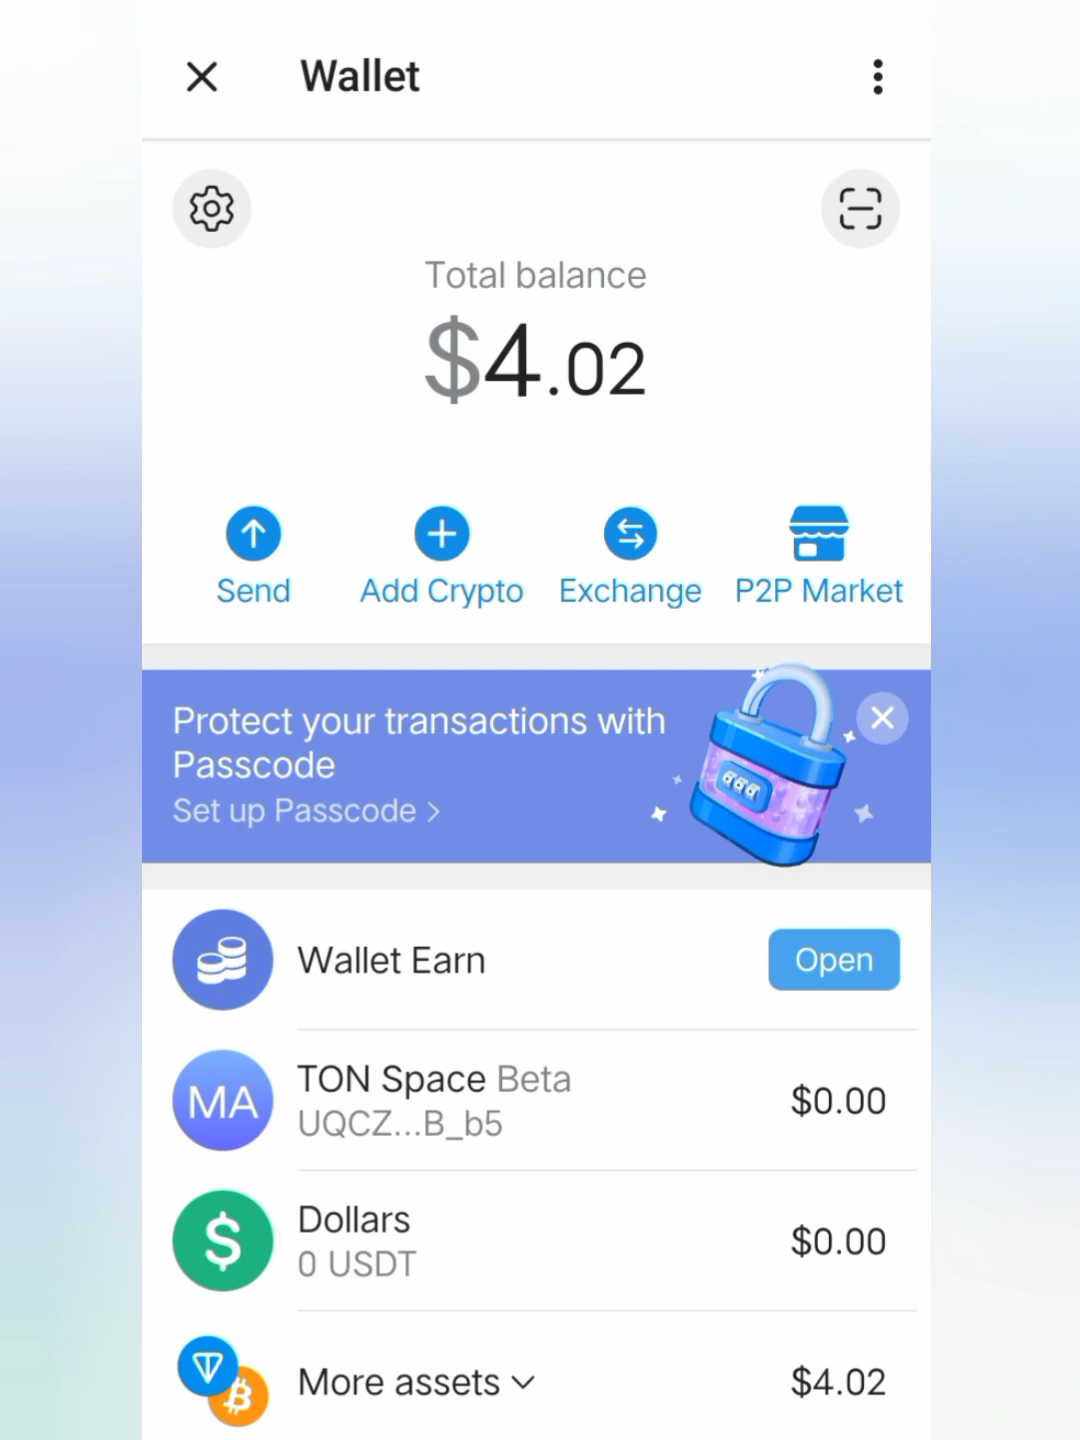 Wallet
Total balance
$4.02
Send
Add Crypto
Exchange
P2P Market
Protect your transactions with
Passcode
Set up Passcode >
Wallet Earn
Open
MA
TON Space Beta
UQCZ...B_b5
$0.00
Dollars
0 USDT
$0.00
More assets
$4.02